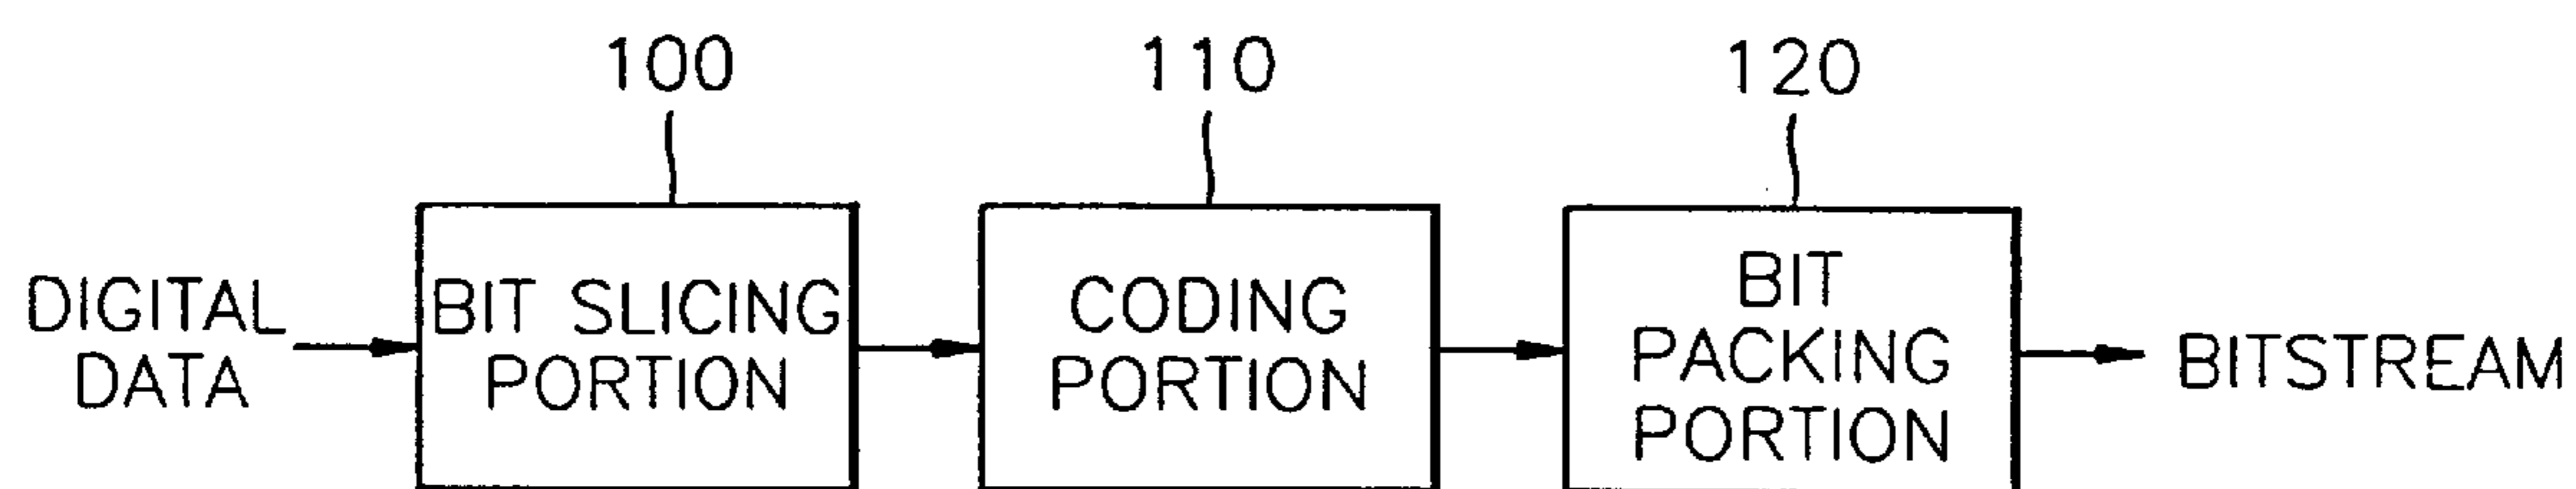 100
110
120
DIGITAL
DATA
BIT SLICING
PORTION
CODING
PORTION
BIT
PACKING
PORTION
BITSTREAM